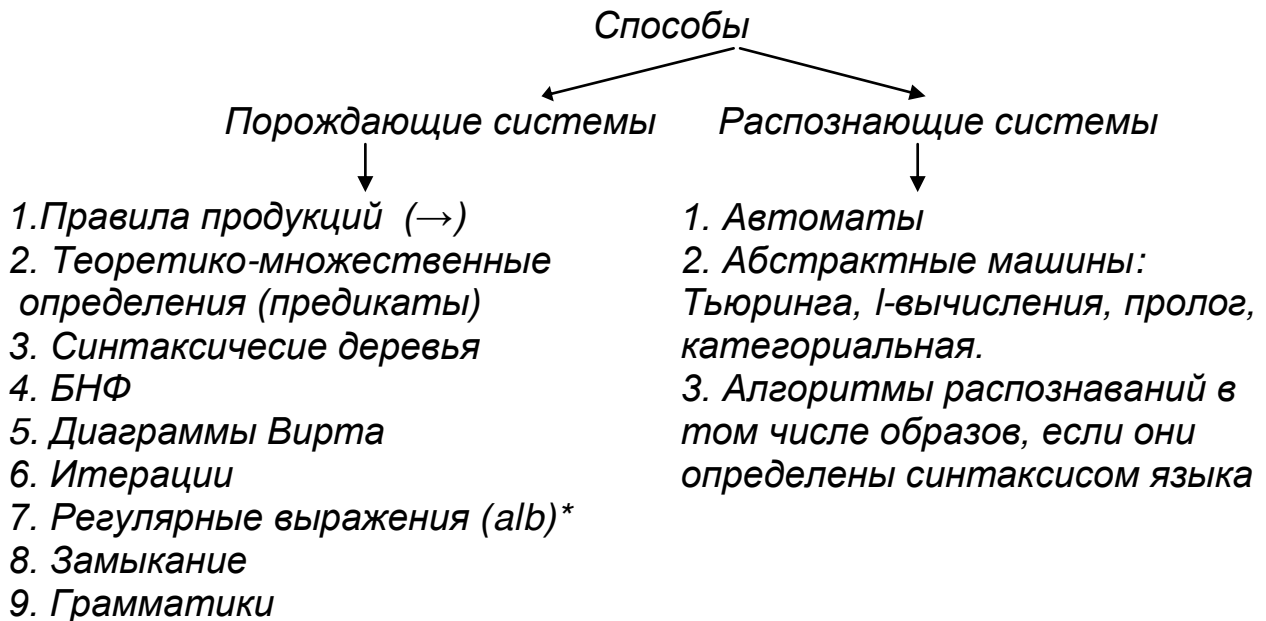 Способы
Порождающие системы
Распознающие системы
1.Правила продукций (→)
2. Теоретико-множественные
определения (предикаты)
3. Синтаксичесие деревья
4. БНФ
5. Диаграммы Вирта
6. Итерации
7. Регулярные выражения (alb)*
8. Замыкание
9. Грамматики
1. Автоматы
2. Абстрактные машины:
Тьюринга, l-вычисления, пролог,
категориальная.
3. Алгоритмы распознаваний в
том числе образов, если они
определены синтаксисом языка